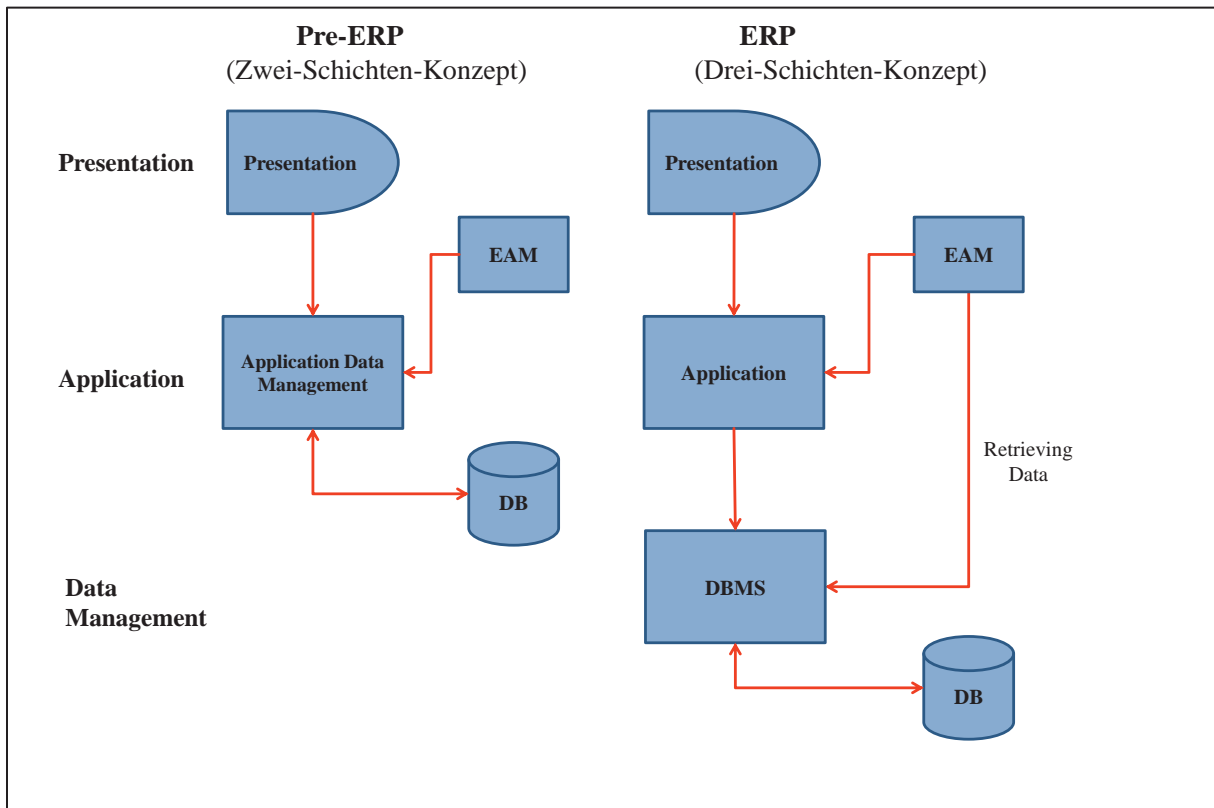 Pre-ERP
(Zwei-Schichten-Konzept)
ERP
(Drei-Schichten-Konzept)
Presentation
Presentation
Presentation
EAM
EAM
Application
Application Data
Management
Application
Retrieving
Data
DB
Data
Management
DBMS
DB